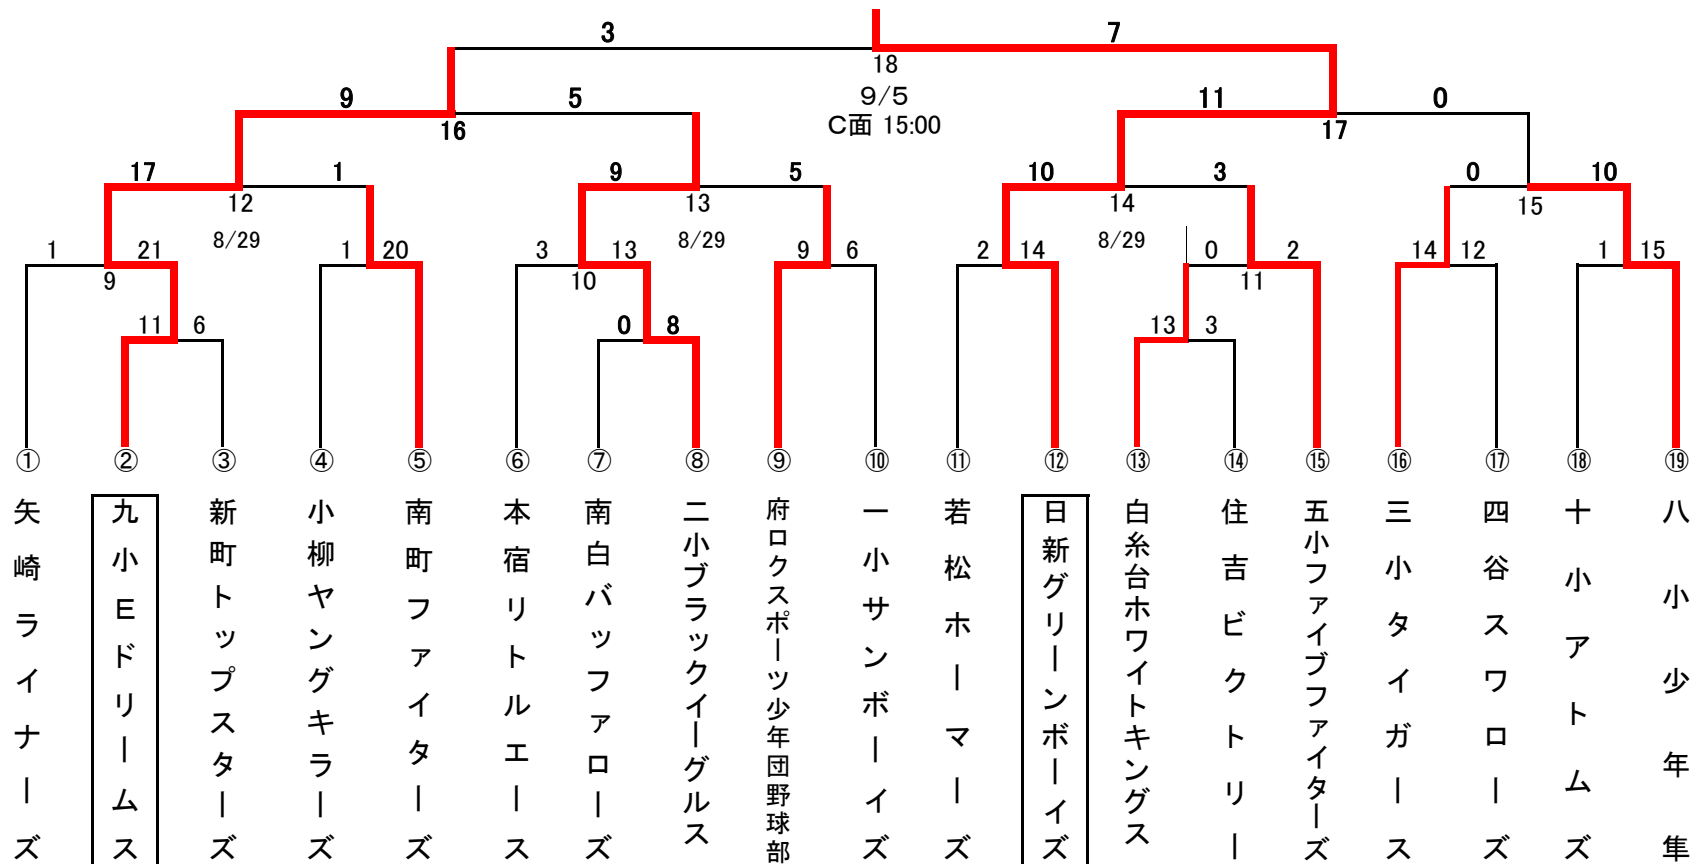 3 7
18
9/5
C面 15:00
9 5 11 0
16 17
17 1 9 5 10 3 0 10
12 13 14 15
8/29 8/29 8/29
1 21 1 20 3 13 9 6 2 14 0 2 14 12 1 15
9 10 11
11 6 0 8 13 3
① ② ③ ④ ⑤ ⑥ ⑦ ⑧ ⑨ ⑩ ⑪ ⑫ ⑬ ⑭ ⑮ ⑯ ⑰ ⑱ ⑲
矢崎ライナーズ
九小Eドリームス
新町トップスターズ
小柳ヤングキラーズ
南町ファイターズ
本宿リトルエース
南白バッファローズ
二小ブラックイーグルス
府ロクスポーツ少年団野球部
一小サンボーイズ
若松ホーマーズ
日新グリーンボーイズ
白糸台ホワイトキングス
住吉ビクトリー
五小ファイブファイターズ
三小タイガース
四谷スワローズ
十小アトムズ
八小少年隼